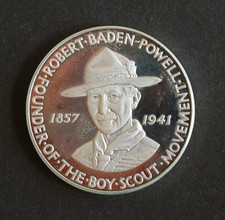 ·ROBERT·BADEN-POWELL·
FOUNDER·OF·THE·BOY·SCOUT·MOVEMENT
1857 1941